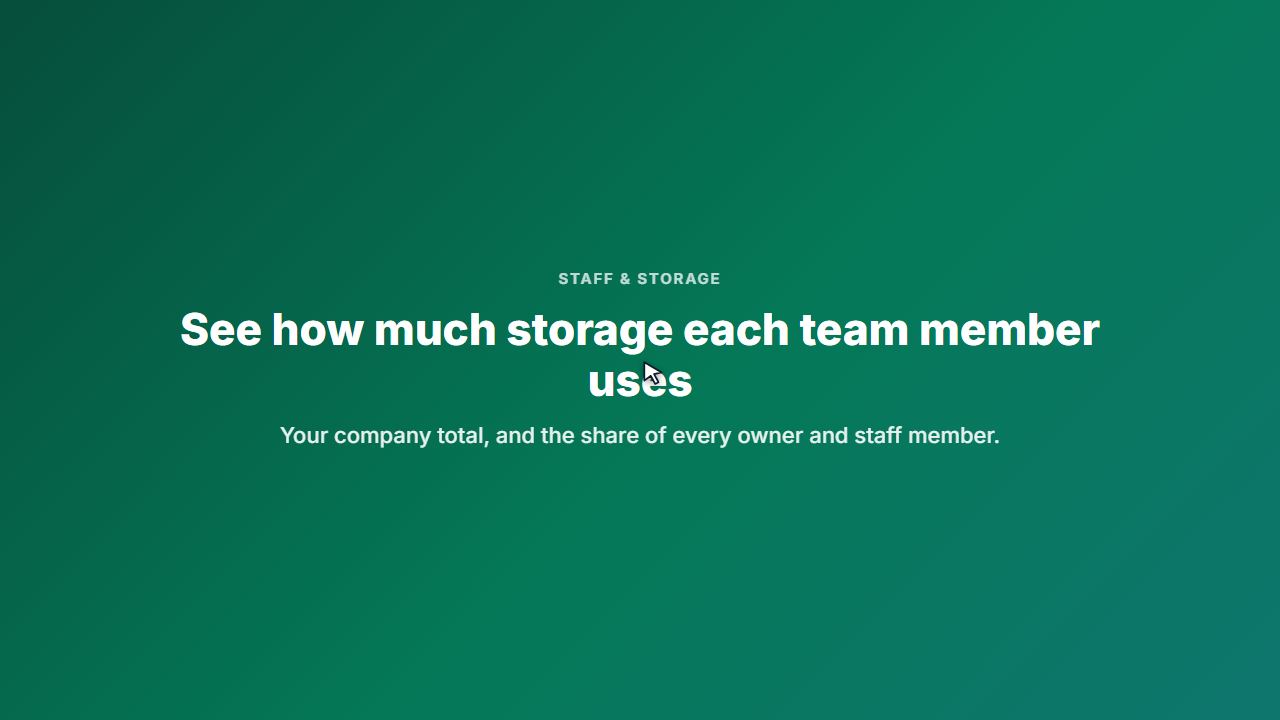 STAFF & STORAGE
See how much storage each team member
uses
Your company total, and the share of every owner and staff member.